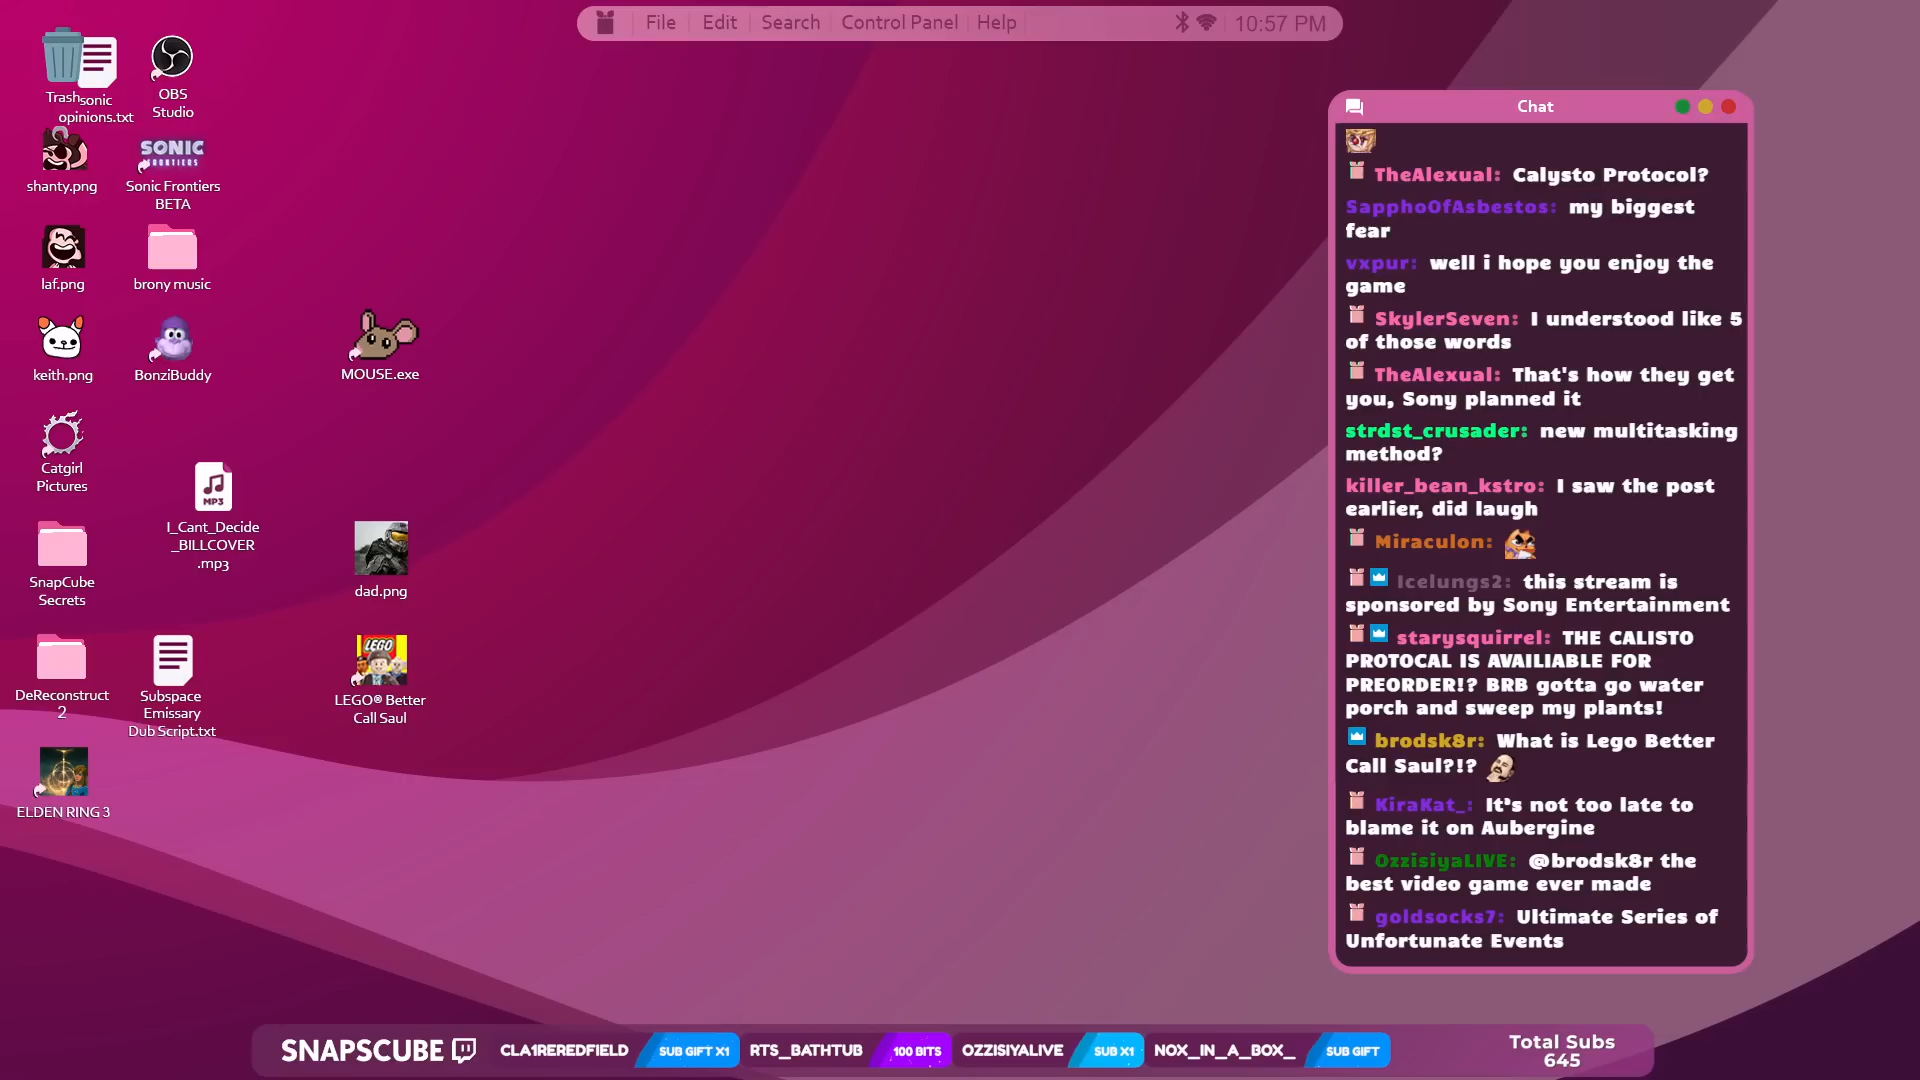 File Edit Search Control Panel Help 10:57 PM
Trash
sonic
opinions.txt
OBS
Studio
shanty.png
SONIC
FRONTIERS
Sonic Frontiers
BETA
laf.png
brony music
keith.png
BonziBuddy
MOUSE.exe
Catgirl
Pictures
MP3
I_Cant_Decide
_BILLCOVER
.mp3
dad.png
SnapCube
Secrets
DeReconstruct
2
Subspace
Emissary
Dub Script.txt
LEGO
LEGO® Better
Call Saul
ELDEN RING 3
Chat
TheAlexual: Calysto Protocol?
SapphoOfAsbestos: my biggest
fear
vxpur: well i hope you enjoy the
game
SkylerSeven: I understood like 5
of those words
TheAlexual: That's how they get
you, Sony planned it
strdst_crusader: new multitasking
method?
killer_bean_kstro: I saw the post
earlier, did laugh
Miraculon:
Icelungs2: this stream is
sponsored by Sony Entertainment
starysquirrel: THE CALISTO
PROTOCAL IS AVAILIABLE FOR
PREORDER!? BRB gotta go water
porch and sweep my plants!
brodsk8r: What is Lego Better
Call Saul?!?
KiraKat_: It's not too late to
blame it on Aubergine
OzzisiyaLIVE: @brodsk8r the
best video game ever made
goldsocks7: Ultimate Series of
Unfortunate Events
SNAPSCUBE CLA1REREDFIELD SUB GIFT X1 RTS_BATHTUB 100 BITS OZZISIYALIVE SUB X1 NOX_IN_A_BOX_ SUB GIFT
Total Subs
645